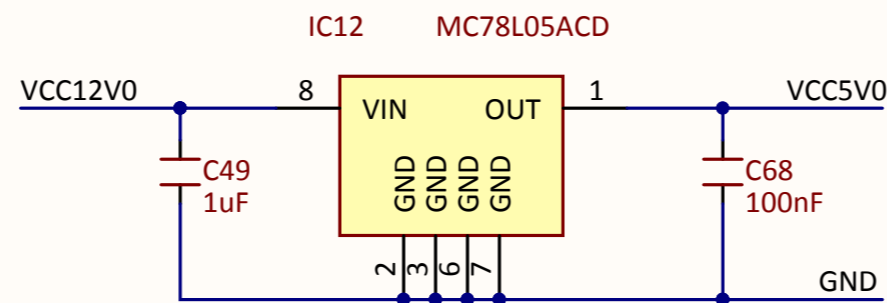 IC12 MC78L05ACD
VCC12V0 8 VIN OUT 1 VCC5V0
C49
1uF
GND GND GND GND
C68
100nF
2 3 6 7
GND